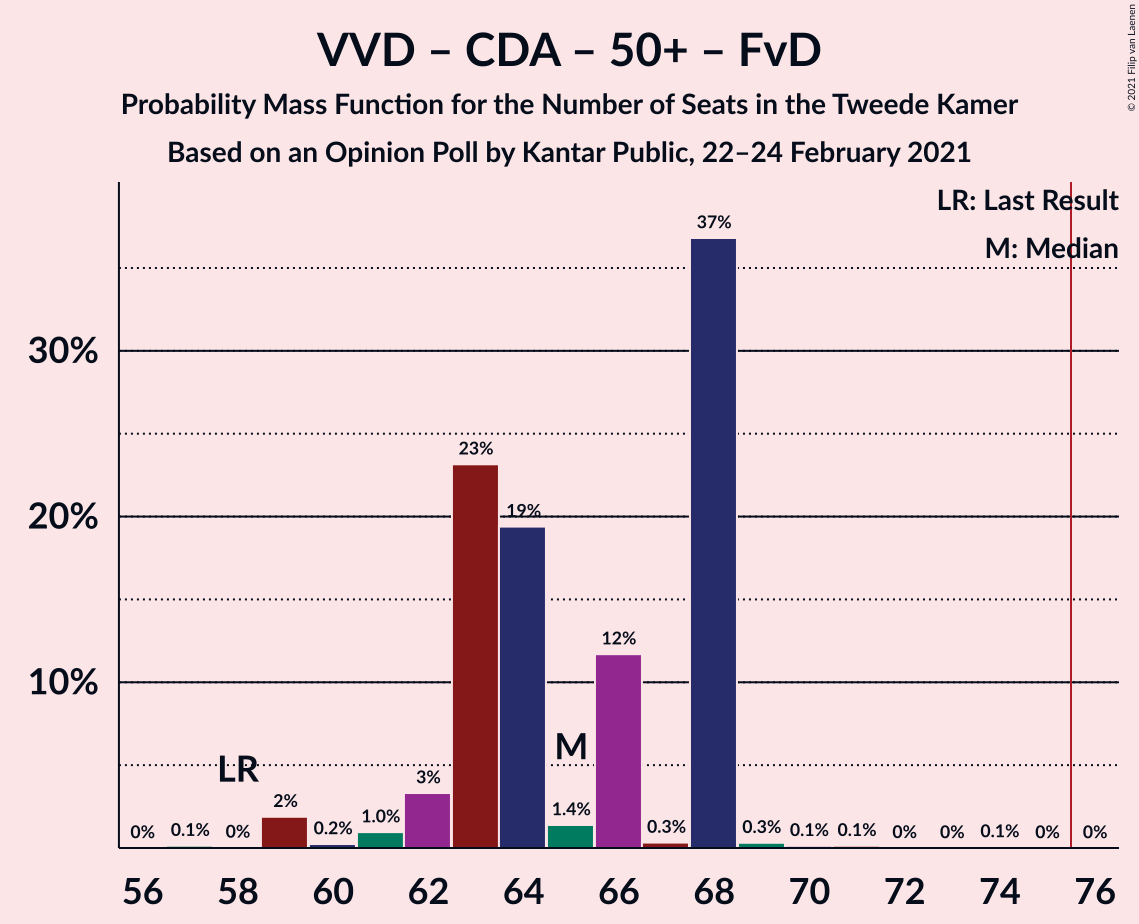 VVD – CDA – 50+ – FvD
Probability Mass Function for the Number of Seats in the Tweede Kamer
Based on an Opinion Poll by Kantar Public, 22–24 February 2021
© 2021 Filip van Laenen
LR: Last Result
M: Median
37%
30%
23%
20%
19%
12%
10%
M
LR
3%
2%
1.4%
1.0%
0% 0.1% 0% 0.2% 0.3% 0.3% 0.1% 0.1% 0% 0% 0.1% 0% 0%
56 58 60 62 64 66 68 70 72 74 76